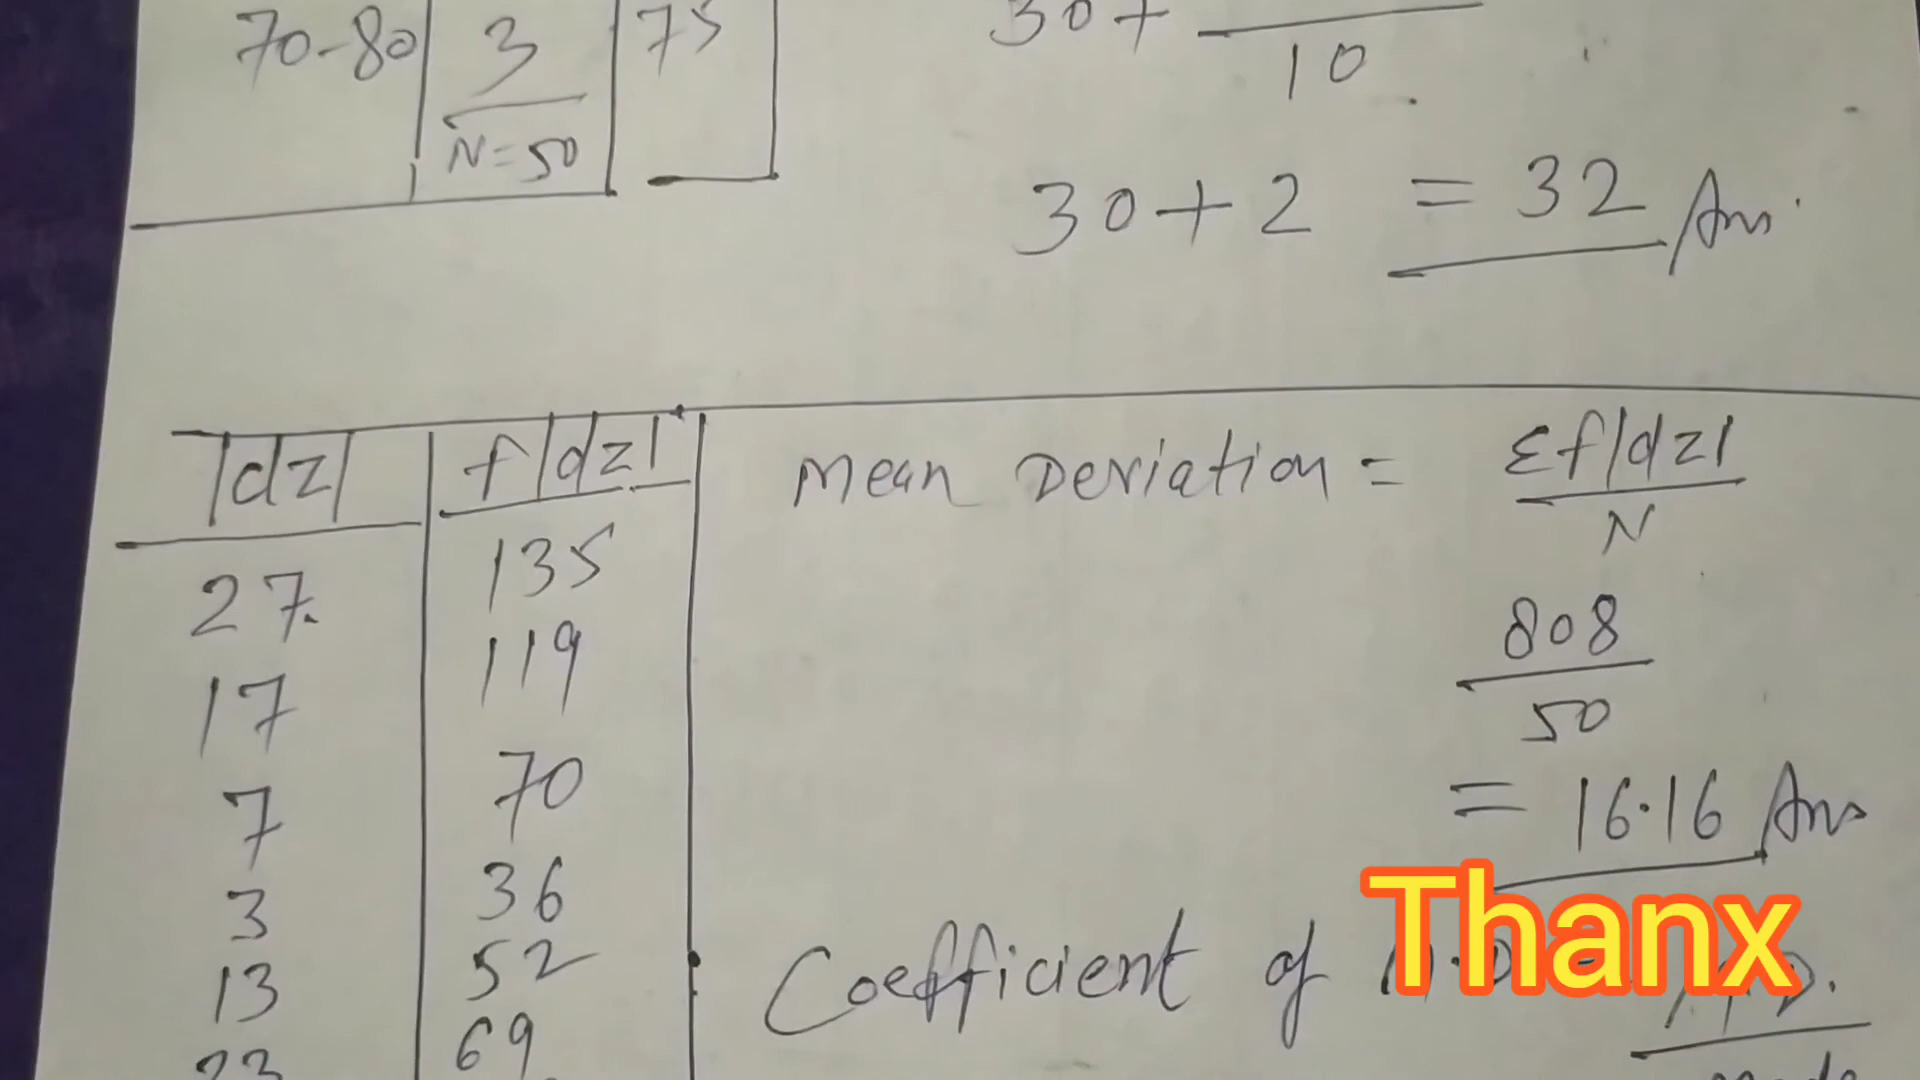 70-80 3 75
N=50
30+
10
30+2 = 32 Ans.
|dz| f|dz|
27. 135
17 119
7 70
3 36
13 52
23 69
Mean Deviation = Σf|dz|
N
808
50
= 16.16 Ans
Coefficient of M.D. M.D.
Thanx